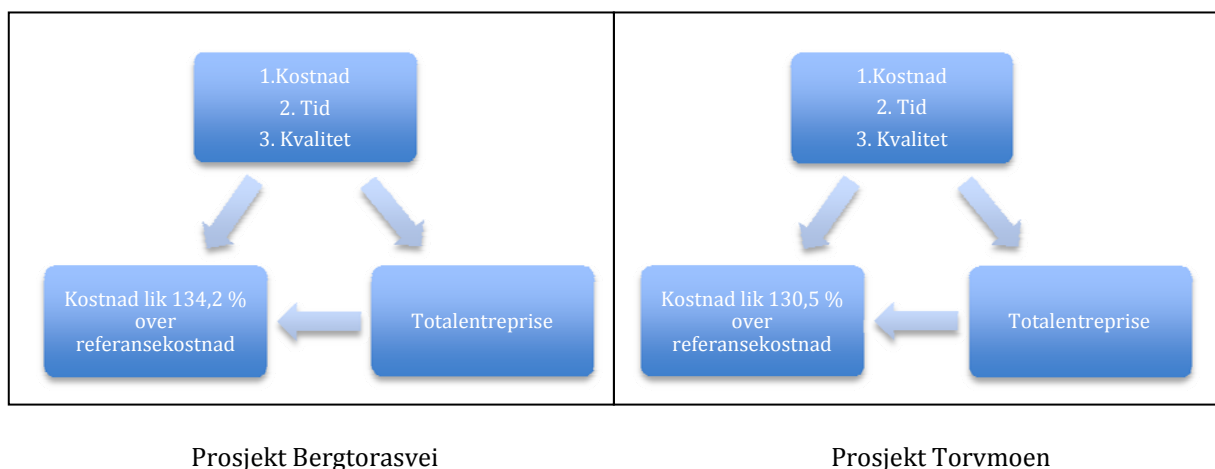 1.Kostnad
2. Tid
3. Kvalitet
Kostnad lik 134,2 %
over
referansekostnad
Totalentreprise
1.Kostnad
2. Tid
3. Kvalitet
Kostnad lik 130,5 %
over
referansekostnad
Totalentreprise
Prosjekt Bergtorasvei
Prosjekt Torvmoen